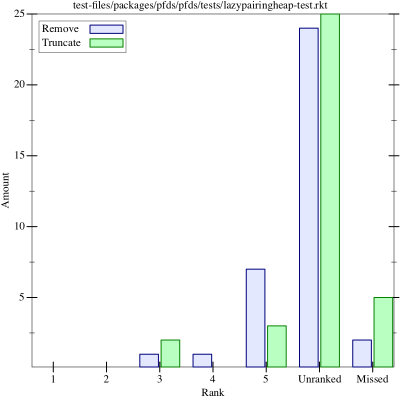 test-files/packages/pfds/pfds/tests/lazypairingheap-test.rkt
Remove
Truncate
25
20
15
10
5
Amount
1 2 3 4 5 Unranked Missed
Rank